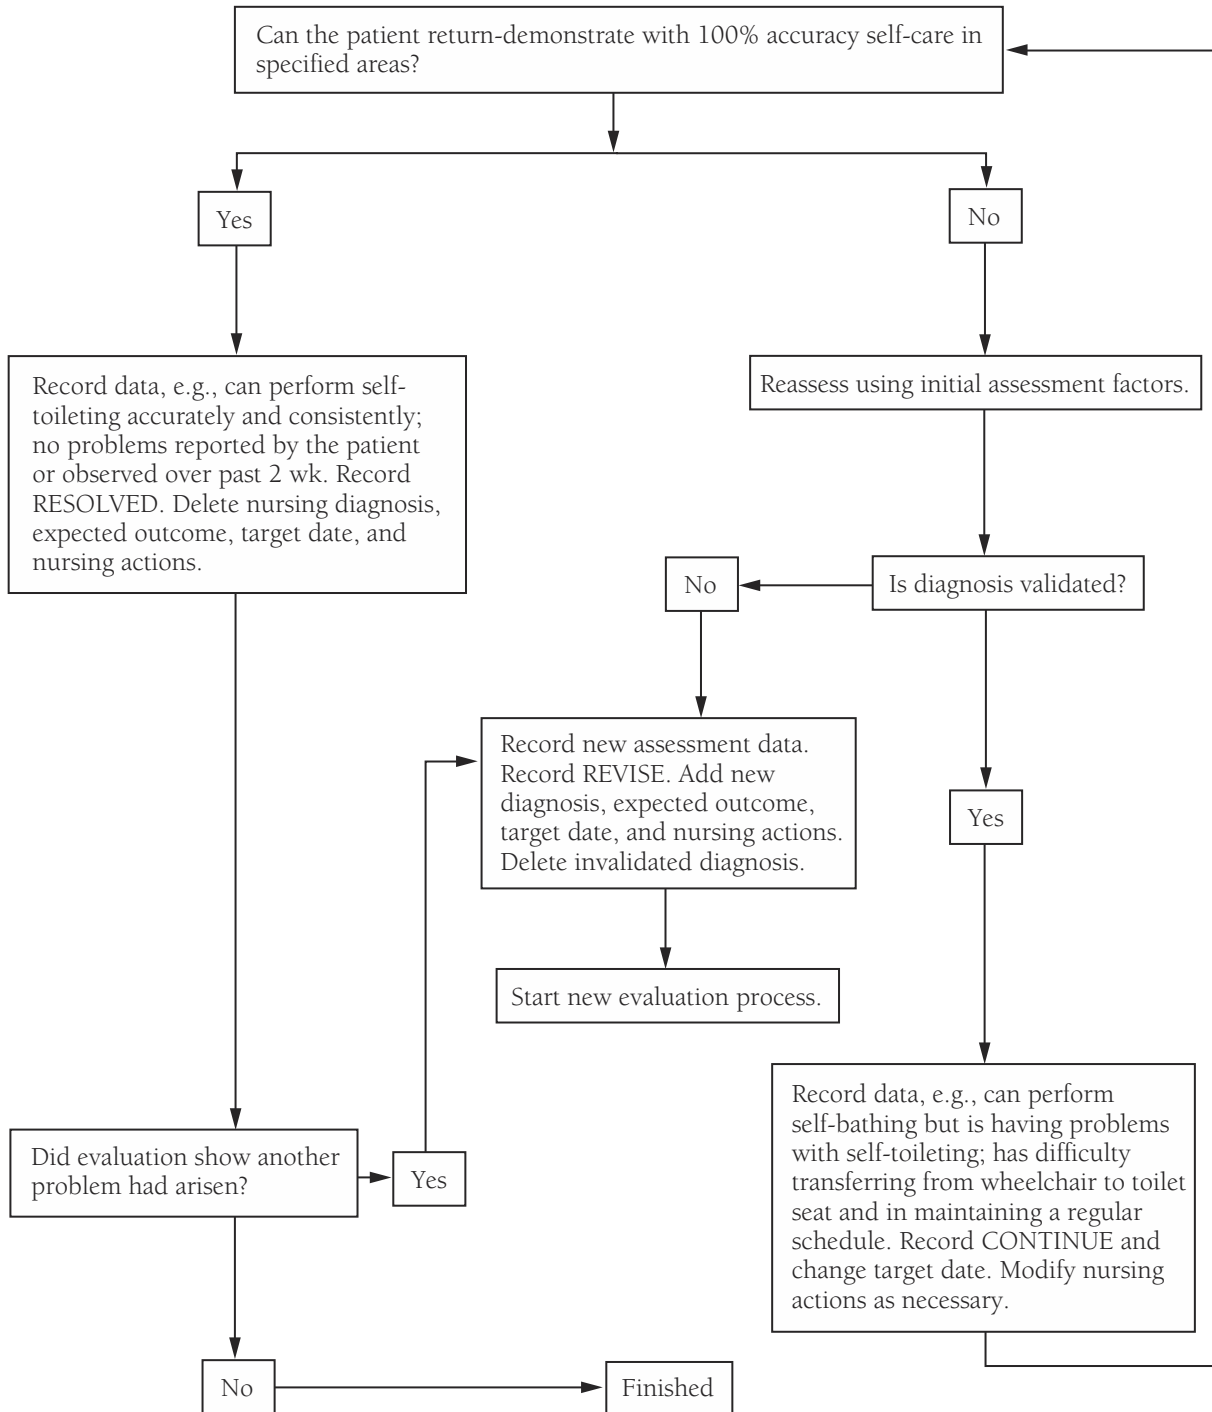 Can the patient return-demonstrate with 100% accuracy self-care in
specified areas?
Yes
No
Record data, e.g., can perform self-
toileting accurately and consistently;
no problems reported by the patient
or observed over past 2 wk. Record
RESOLVED. Delete nursing diagnosis,
expected outcome, target date, and
nursing actions.
Reassess using initial assessment factors.
No
Is diagnosis validated?
Record new assessment data.
Record REVISE. Add new
diagnosis, expected outcome,
target date, and nursing actions.
Delete invalidated diagnosis.
Yes
Start new evaluation process.
Did evaluation show another
problem had arisen?
Yes
Record data, e.g., can perform
self-bathing but is having problems
with self-toileting; has difficulty
transferring from wheelchair to toilet
seat and in maintaining a regular
schedule. Record CONTINUE and
change target date. Modify nursing
actions as necessary.
No
Finished